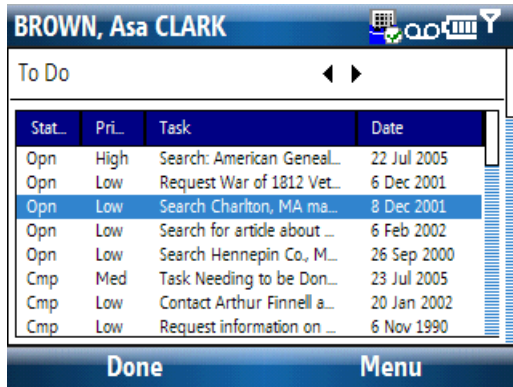 BROWN, Asa CLARK
To Do
Stat... Pri... Task Date
Opn High Search: American Geneal... 22 Jul 2005
Opn Low Request War of 1812 Vet... 6 Dec 2001
Opn Low Search Charlton, MA ma... 8 Dec 2001
Opn Low Search for article about ... 6 Feb 2002
Opn Low Search Hennepin Co., M... 26 Sep 2000
Cmp Med Task Needing to be Don... 23 Jul 2005
Cmp Low Contact Arthur Finnell a... 20 Jan 2002
Cmp Low Request information on ... 6 Nov 1990
Done Menu